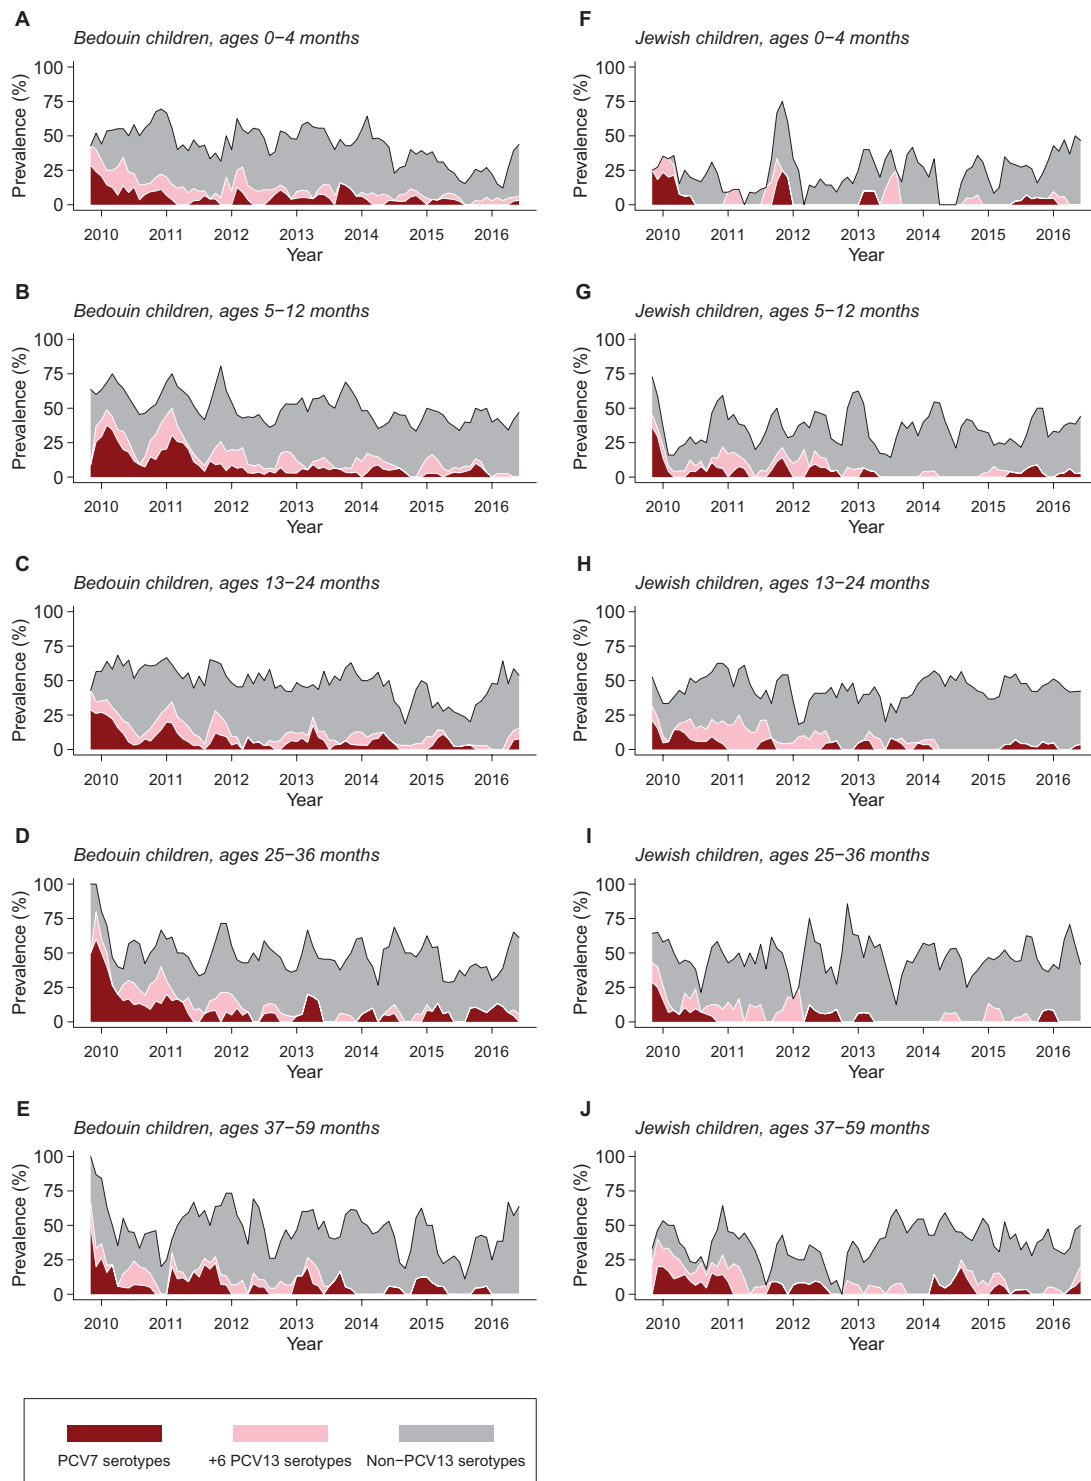 A
Bedouin children, ages 0−4 months
100
75
50
25
0
Prevalence (%)
2010 2011 2012 2013 2014 2015 2016
Year
F
Jewish children, ages 0−4 months
100
75
50
25
0
Prevalence (%)
2010 2011 2012 2013 2014 2015 2016
Year
B
Bedouin children, ages 5−12 months
100
75
50
25
0
Prevalence (%)
2010 2011 2012 2013 2014 2015 2016
Year
G
Jewish children, ages 5−12 months
100
75
50
25
0
Prevalence (%)
2010 2011 2012 2013 2014 2015 2016
Year
C
Bedouin children, ages 13−24 months
100
75
50
25
0
Prevalence (%)
2010 2011 2012 2013 2014 2015 2016
Year
H
Jewish children, ages 13−24 months
100
75
50
25
0
Prevalence (%)
2010 2011 2012 2013 2014 2015 2016
Year
D
Bedouin children, ages 25−36 months
100
75
50
25
0
Prevalence (%)
2010 2011 2012 2013 2014 2015 2016
Year
I
Jewish children, ages 25−36 months
100
75
50
25
0
Prevalence (%)
2010 2011 2012 2013 2014 2015 2016
Year
E
Bedouin children, ages 37−59 months
100
75
50
25
0
Prevalence (%)
2010 2011 2012 2013 2014 2015 2016
Year
J
Jewish children, ages 37−59 months
100
75
50
25
0
Prevalence (%)
2010 2011 2012 2013 2014 2015 2016
Year
PCV7 serotypes +6 PCV13 serotypes Non−PCV13 serotypes